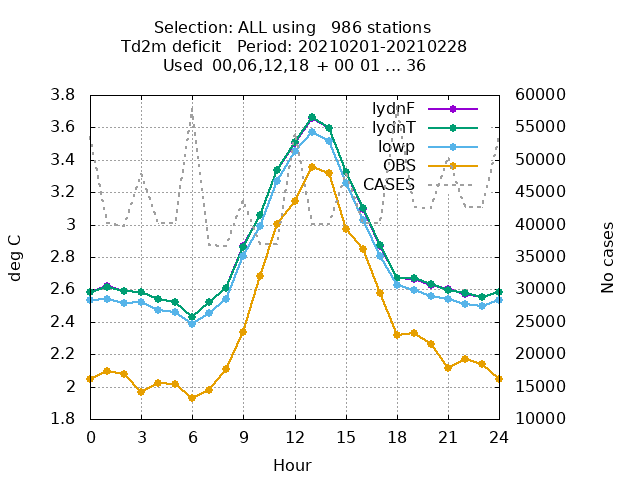 Selection: ALL using   986 stations
Td2m deficit   Period: 20210201-20210228
Used  00,06,12,18  + 00 01 ... 36
3.8
3.6
3.4
3.2
3
2.8
2.6
2.4
2.2
2
1.8
deg C
lydnF
lydnT
lowp
OBS
CASES
60000
55000
50000
45000
40000
35000
30000
25000
20000
15000
10000
No cases
0 3 6 9 12 15 18 21 24
Hour